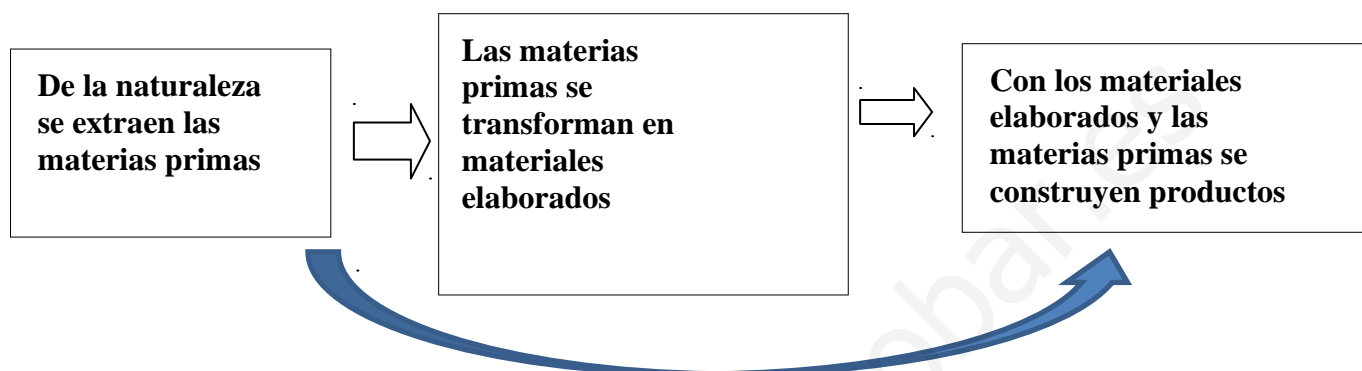 De la naturaleza
se extraen las
materias primas
Las materias
primas se
transforman en
materiales
elaborados
Con los materiales
elaborados y las
materias primas se
construyen productos